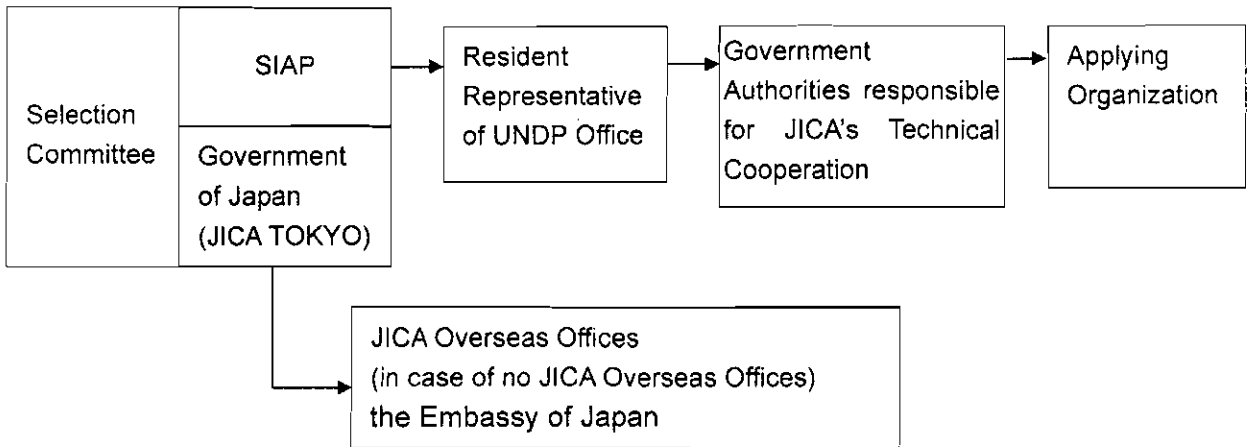 Selection
Committee
SIAP
Government
of Japan
(JICA TOKYO)
Resident
Representative
of UNDP Office
Government
Authorities responsible
for JICA's Technical
Cooperation
Applying
Organization
JICA Overseas Offices
(in case of no JICA Overseas Offices)
the Embassy of Japan